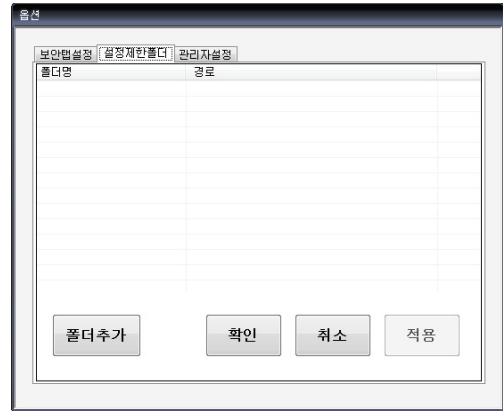 옵션
보안탭설정 설정제한폴더 관리자설정
폴더명 경로
폴더추가 확인 취소 적용